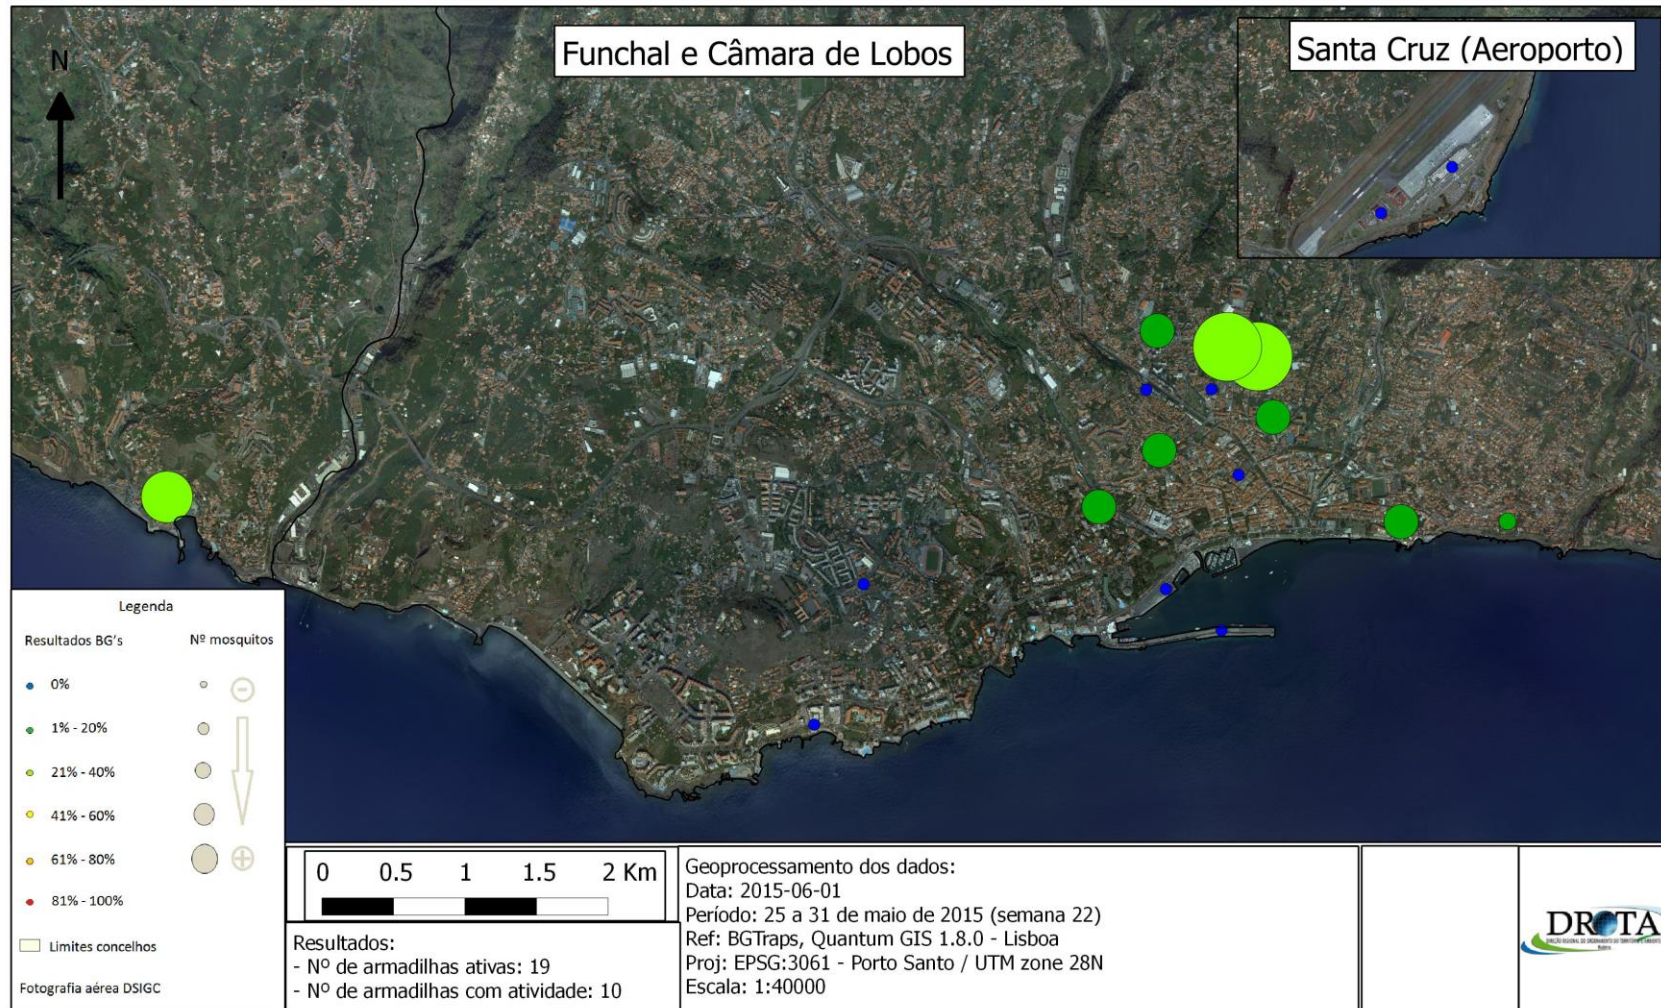 N
Funchal e Câmara de Lobos
Santa Cruz (Aeroporto)
Legenda
Resultados BG's
Nº mosquitos
0%
1% - 20%
21% - 40%
41% - 60%
61% - 80%
81% - 100%
Limites concelhos
Fotografia aérea DSIGC
0 0.5 1 1.5 2 Km
Resultados:
- Nº de armadilhas ativas: 19
- Nº de armadilhas com atividade: 10
Geoprocessamento dos dados:
Data: 2015-06-01
Período: 25 a 31 de maio de 2015 (semana 22)
Ref: BGTraps, Quantum GIS 1.8.0 - Lisboa
Proj: EPSG:3061 - Porto Santo / UTM zone 28N
Escala: 1:40000
DROTA